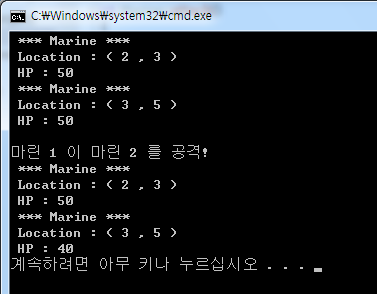 C:\Windows\system32\cmd.exe
*** Marine ***
Location : ( 2 , 3 )
HP : 50
*** Marine ***
Location : ( 3 , 5 )
HP : 50
마린 1 이 마린 2 를 공격!
*** Marine ***
Location : ( 2 , 3 )
HP : 50
*** Marine ***
Location : ( 3 , 5 )
HP : 40
계속하려면 아무 키나 누르십시오 . . .